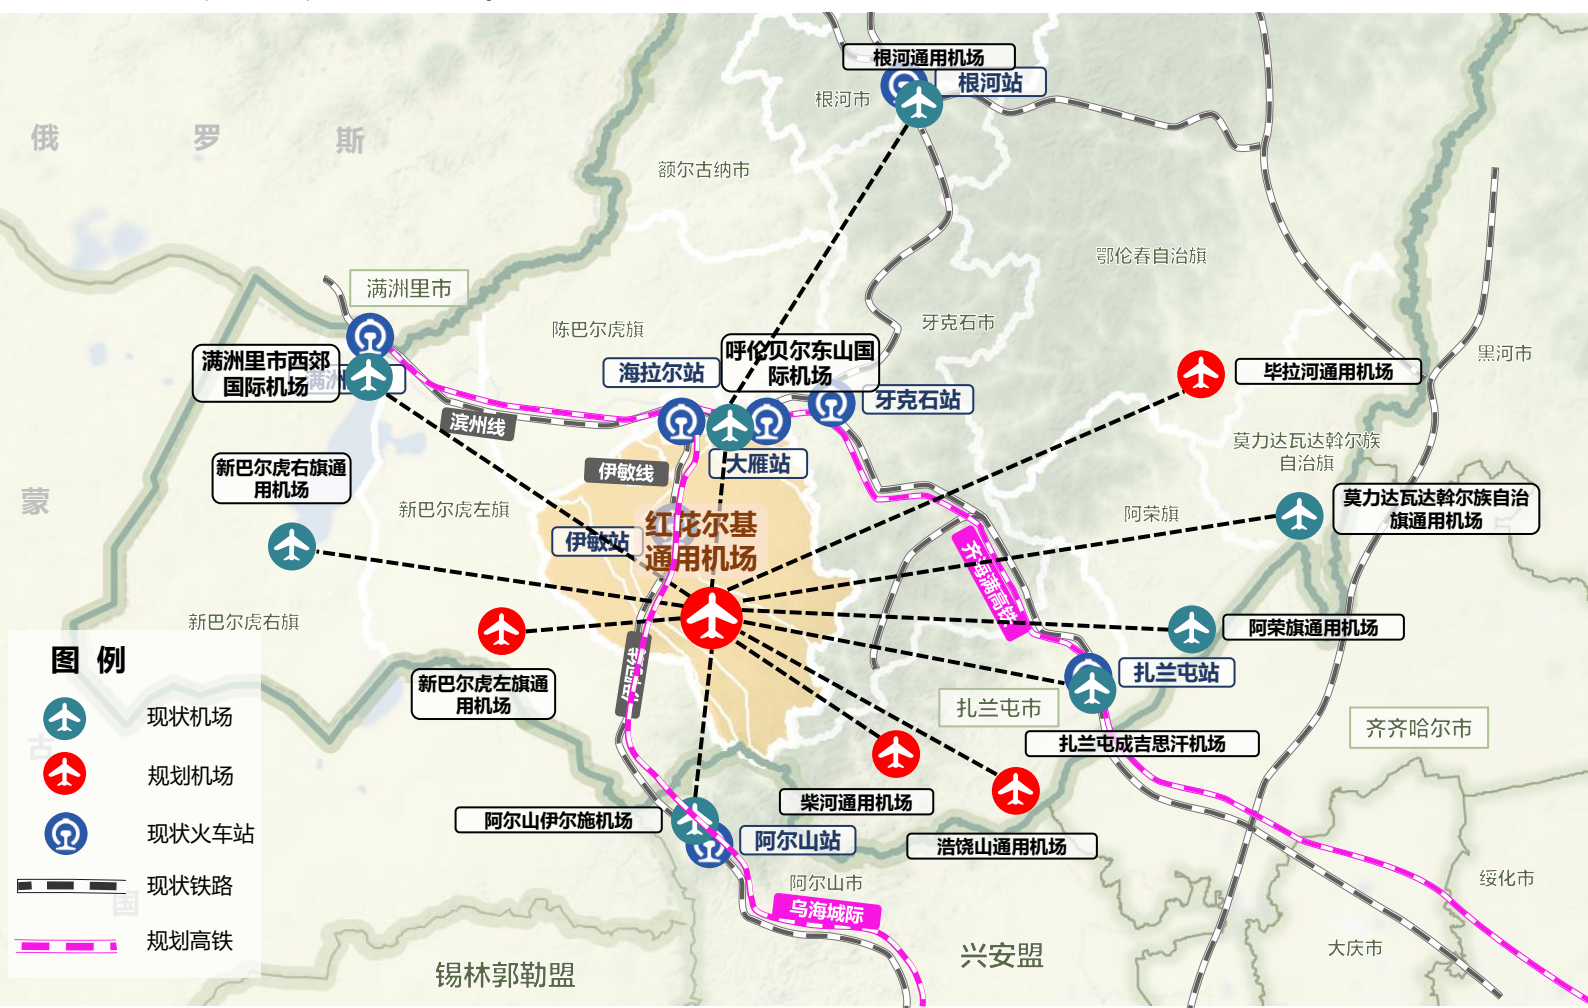 根河通用机场
根河站
根河市
俄
罗
斯
额尔古纳市
鄂伦春自治旗
满洲里市
陈巴尔虎旗
牙克石市
黑河市
满洲里市西郊
国际机场
满洲
海拉尔站
呼伦贝尔东山国
际机场
牙克石站
毕拉河通用机场
滨州线
大雁站
伊敏线
莫力达瓦达斡尔族
自治旗
新巴尔虎右旗通
用机场
蒙
新巴尔虎左旗
阿荣旗
莫力达瓦达斡尔族自治
旗通用机场
红花尔基
通用机场
伊敏站
齐海满高铁
新巴尔虎右旗
阿荣旗通用机场
伊阿线
扎兰屯站
新巴尔虎左旗通
用机场
扎兰屯市
齐齐哈尔市
扎兰屯成吉思汗机场
柴河通用机场
阿尔山伊尔施机场
阿尔山站
浩饶山通用机场
阿尔山市
乌海城际
绥化市
大庆市
兴安盟
锡林郭勒盟
古
国
图 例
现状机场
规划机场
现状火车站
现状铁路
规划高铁